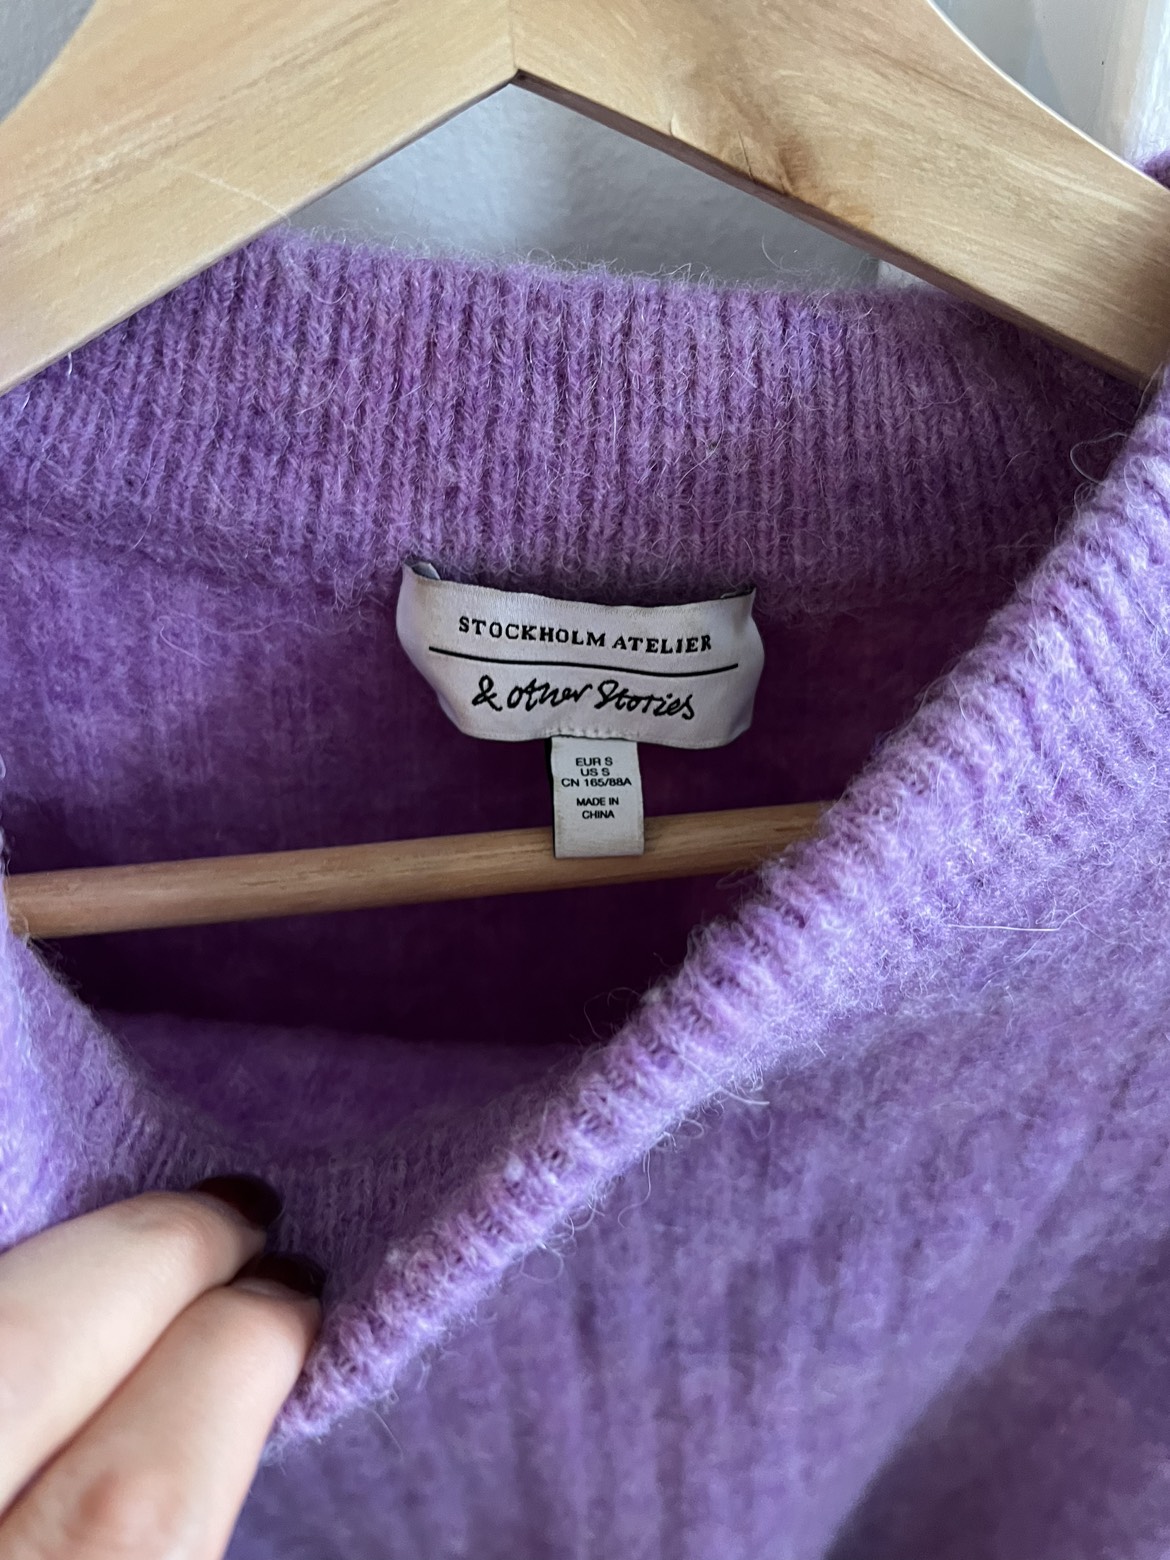 STOCKHOLM ATELIER
& other Stories
EUR S
US S
CN 165/88A
MADE IN
CHINA